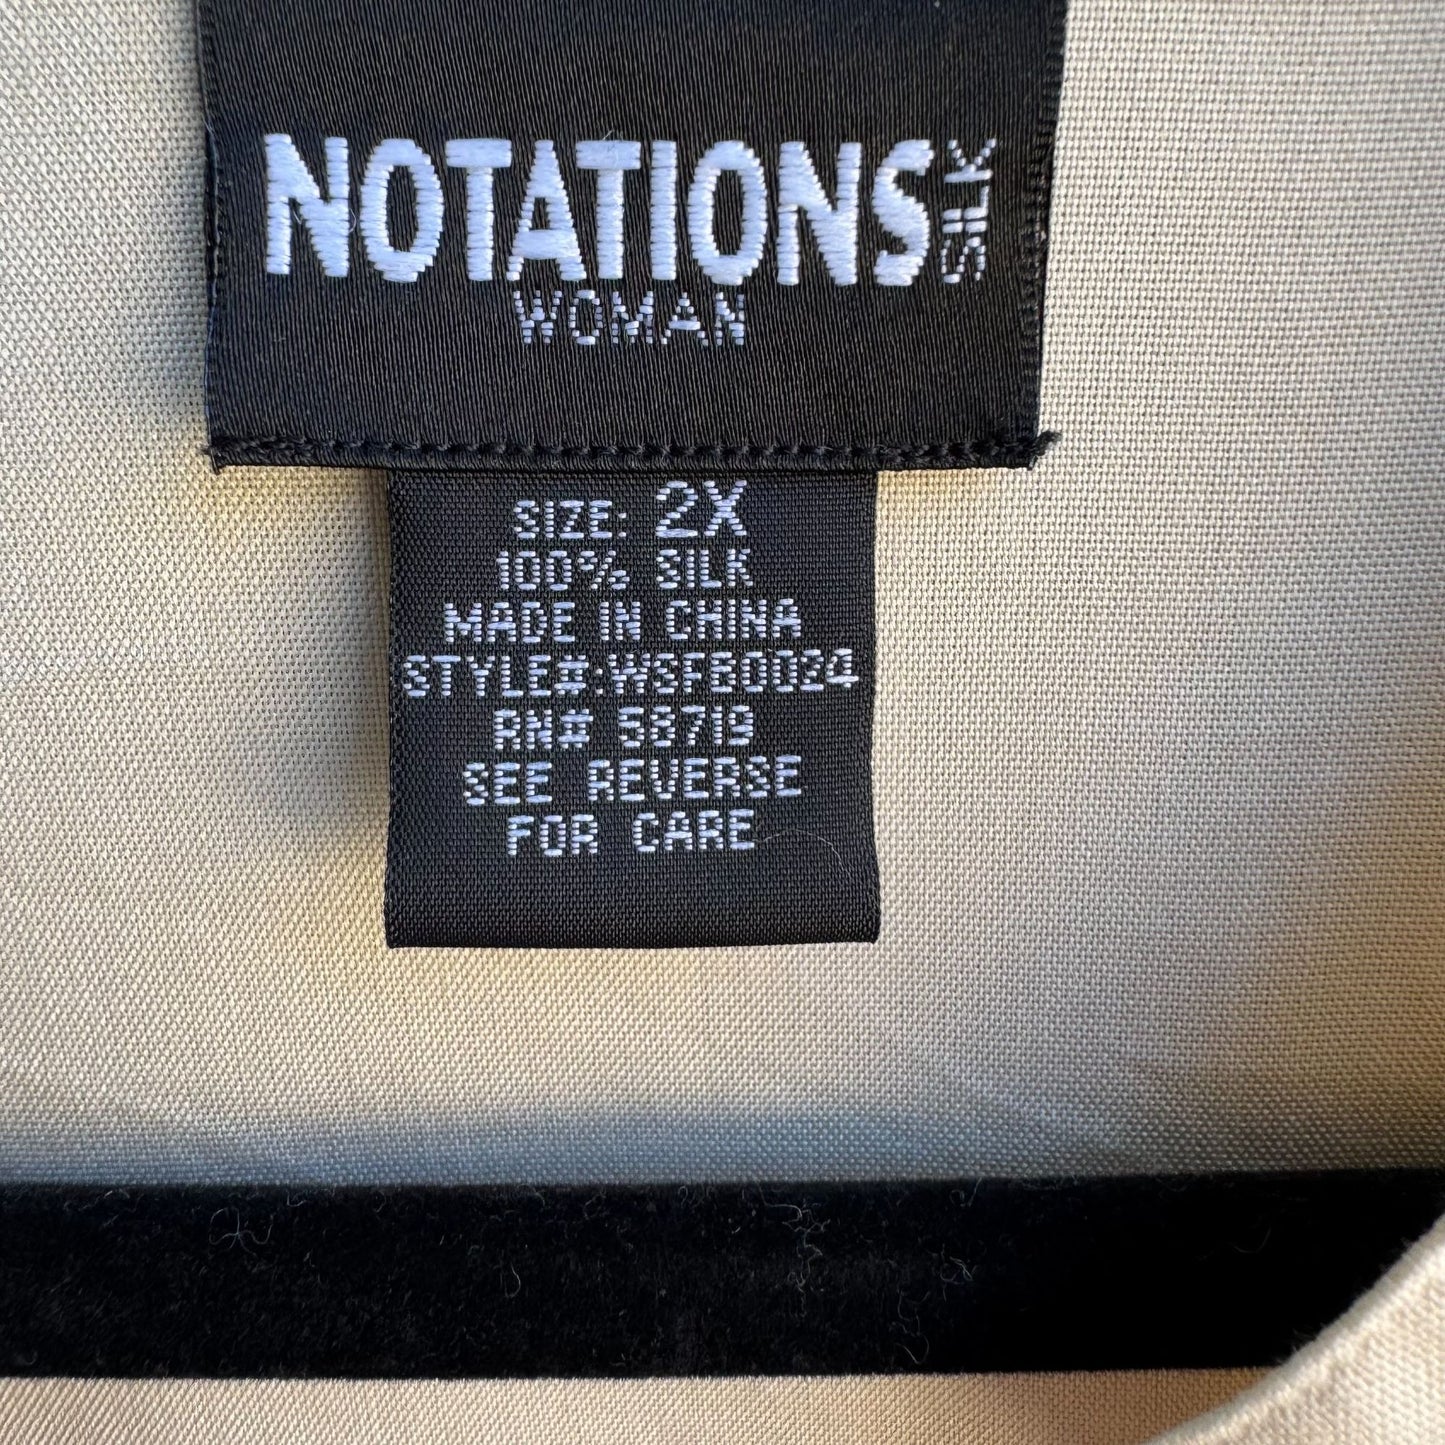 NOTATIONS SILK
WOMAN
SIZE: 2X
100% SILK
MADE IN CHINA
STYLE#:WSFB0024
RN# 58719
SEE REVERSE
FOR CARE